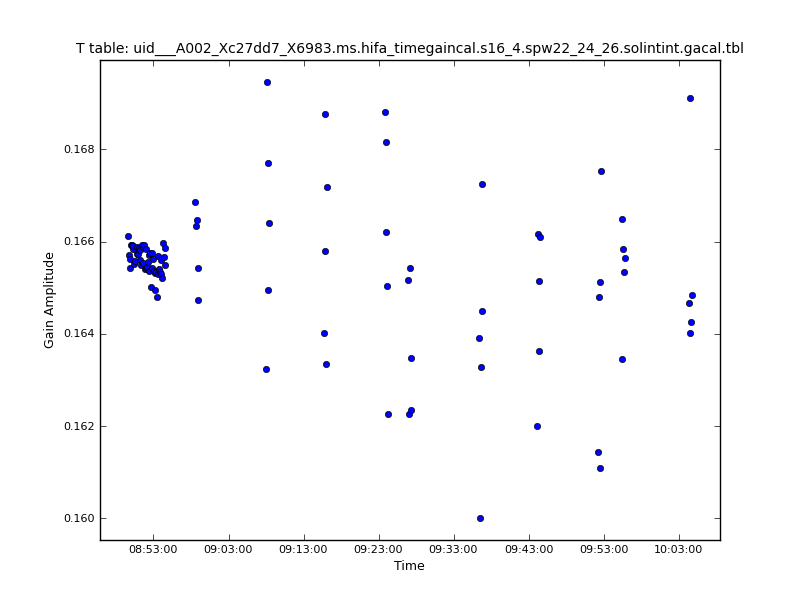 T table: uid___A002_Xc27dd7_X6983.ms.hifa_timegaincal.s16_4.spw22_24_26.solintint.gacal.tbl
Gain Amplitude
0.168
0.166
0.164
0.162
0.160
08:53:00 09:03:00 09:13:00 09:23:00 09:33:00 09:43:00 09:53:00 10:03:00
Time